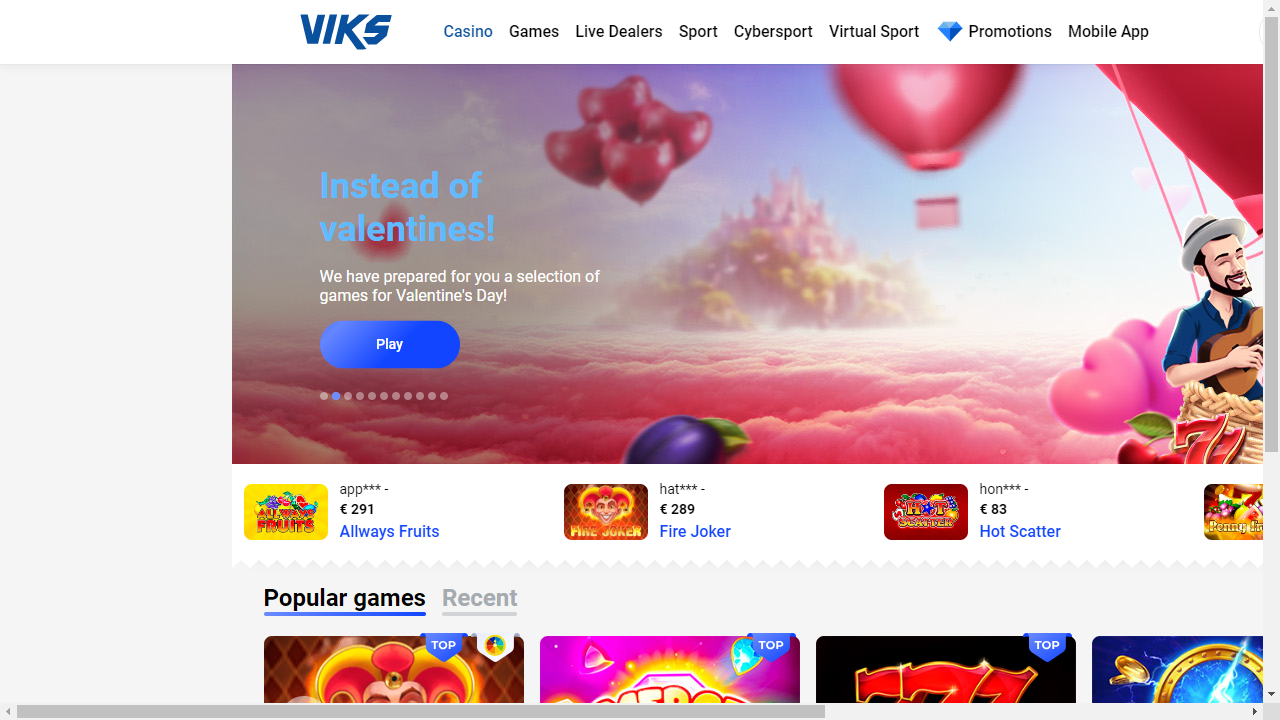 VIKS
Casino Games Live Dealers Sport Cybersport Virtual Sport Promotions Mobile App
Instead of
valentines!
We have prepared for you a selection of
games for Valentine's Day!
Play
app*** -
€ 291
Allways Fruits
ALLWAYS
FRUITS
hat*** -
€ 289
Fire Joker
FIRE JOKER
hon*** -
€ 83
Hot Scatter
HOT
SCATTER
Penny
Popular games Recent
TOP
TOP
TOP
777